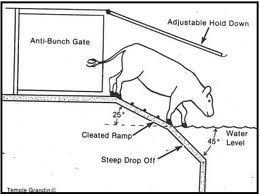 Adjustable Hold Down
Anti-Bunch Gate
25°
Cleated Ramp
Water
Level
45°
Steep Drop Off
Temple Grandin©